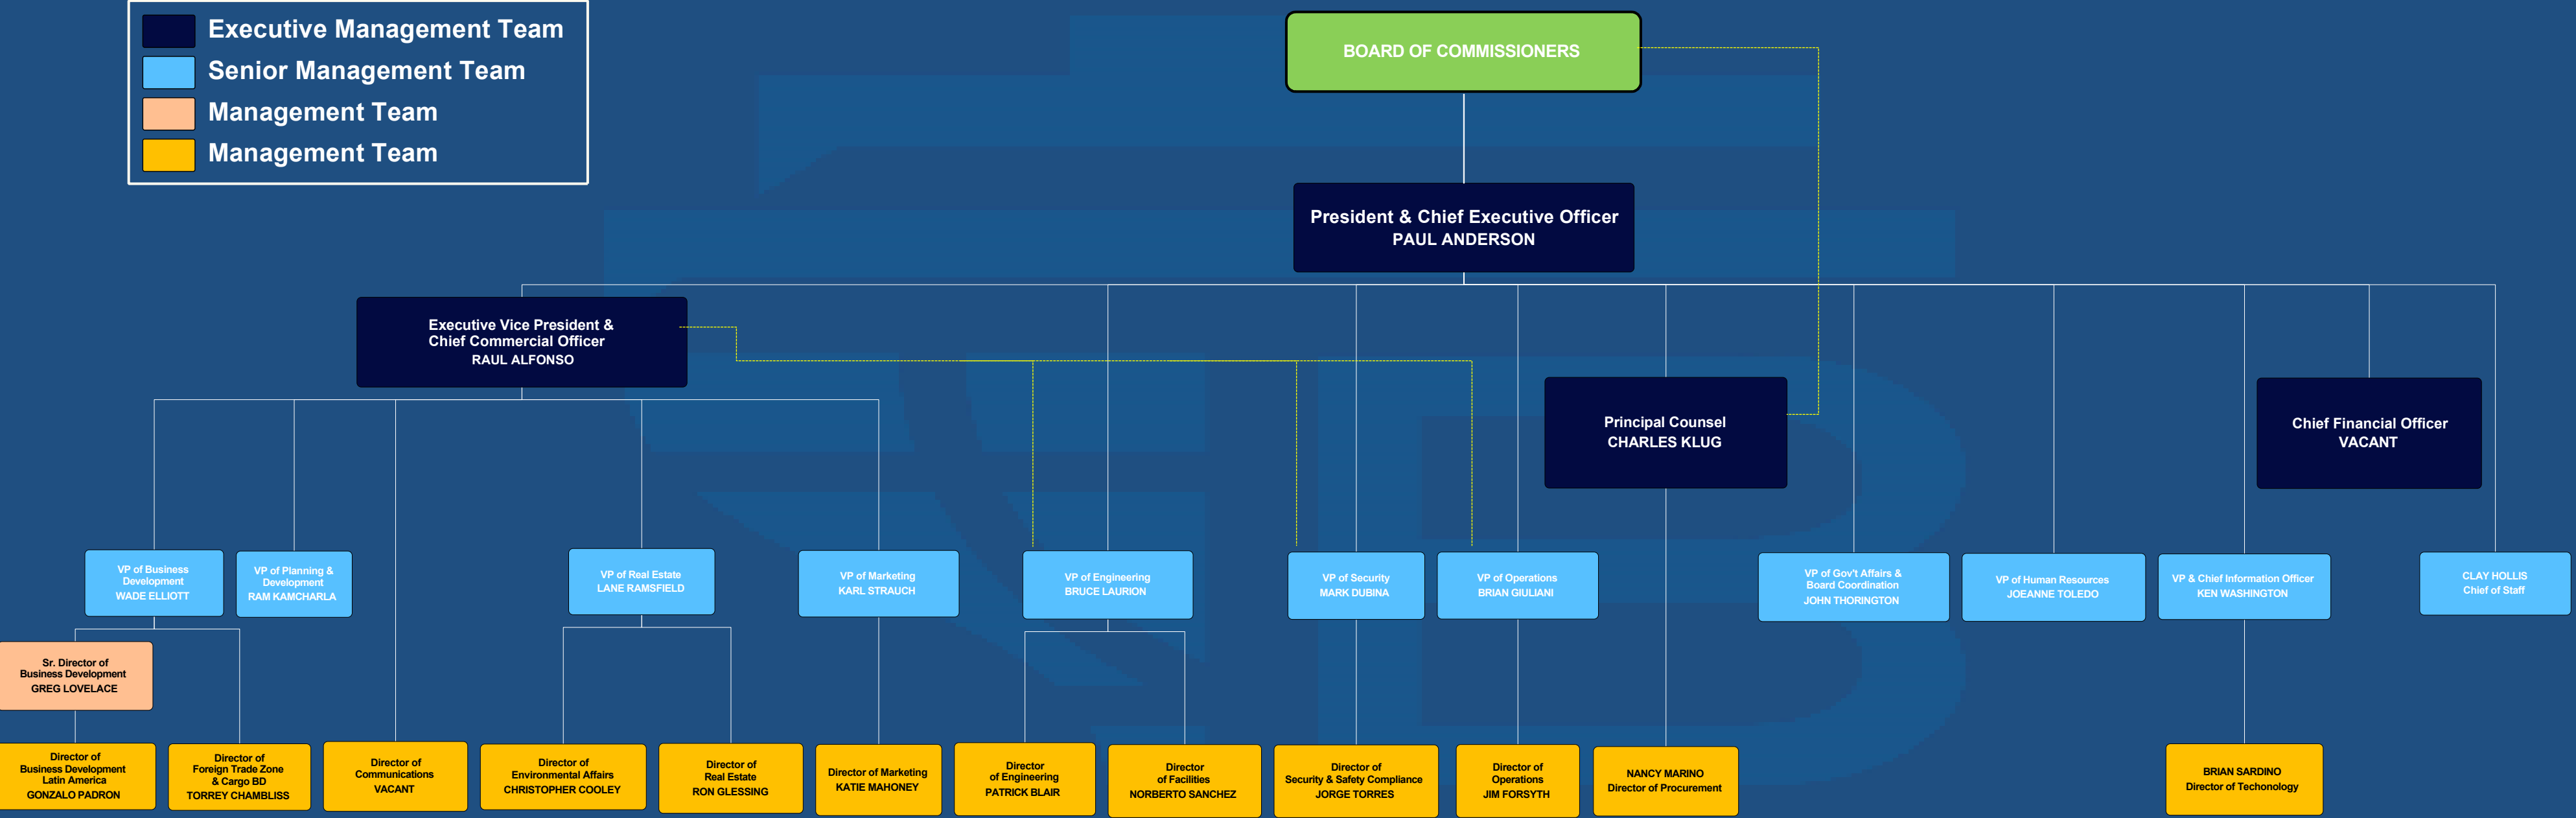 Executive Management Team
Senior Management Team
Management Team
Management Team
BOARD OF COMMISSIONERS
President & Chief Executive Officer
PAUL ANDERSON
Executive Vice President &
Chief Commercial Officer
RAUL ALFONSO
Principal Counsel
CHARLES KLUG
Chief Financial Officer
VACANT
VP of Business
Development
WADE ELLIOTT
VP of Planning &
Development
RAM KAMCHARLA
VP of Real Estate
LANE RAMSFIELD
VP of Marketing
KARL STRAUCH
VP of Engineering
BRUCE LAURION
VP of Security
MARK DUBINA
VP of Operations
BRIAN GIULIANI
VP of Gov't Affairs &
Board Coordination
JOHN THORINGTON
VP of Human Resources
JOEANNE TOLEDO
VP & Chief Information Officer
KEN WASHINGTON
CLAY HOLLIS
Chief of Staff
Sr. Director of
Business Development
GREG LOVELACE
Director of
Business Development
Latin America
GONZALO PADRON
Director of
Foreign Trade Zone
& Cargo BD
TORREY CHAMBLISS
Director of
Communications
VACANT
Director of
Environmental Affairs
CHRISTOPHER COOLEY
Director of
Real Estate
RON GLESSING
Director of Marketing
KATIE MAHONEY
Director
of Engineering
PATRICK BLAIR
Director
of Facilities
NORBERTO SANCHEZ
Director of
Security & Safety Compliance
JORGE TORRES
Director of
Operations
JIM FORSYTH
NANCY MARINO
Director of Procurement
BRIAN SARDINO
Director of Techonology